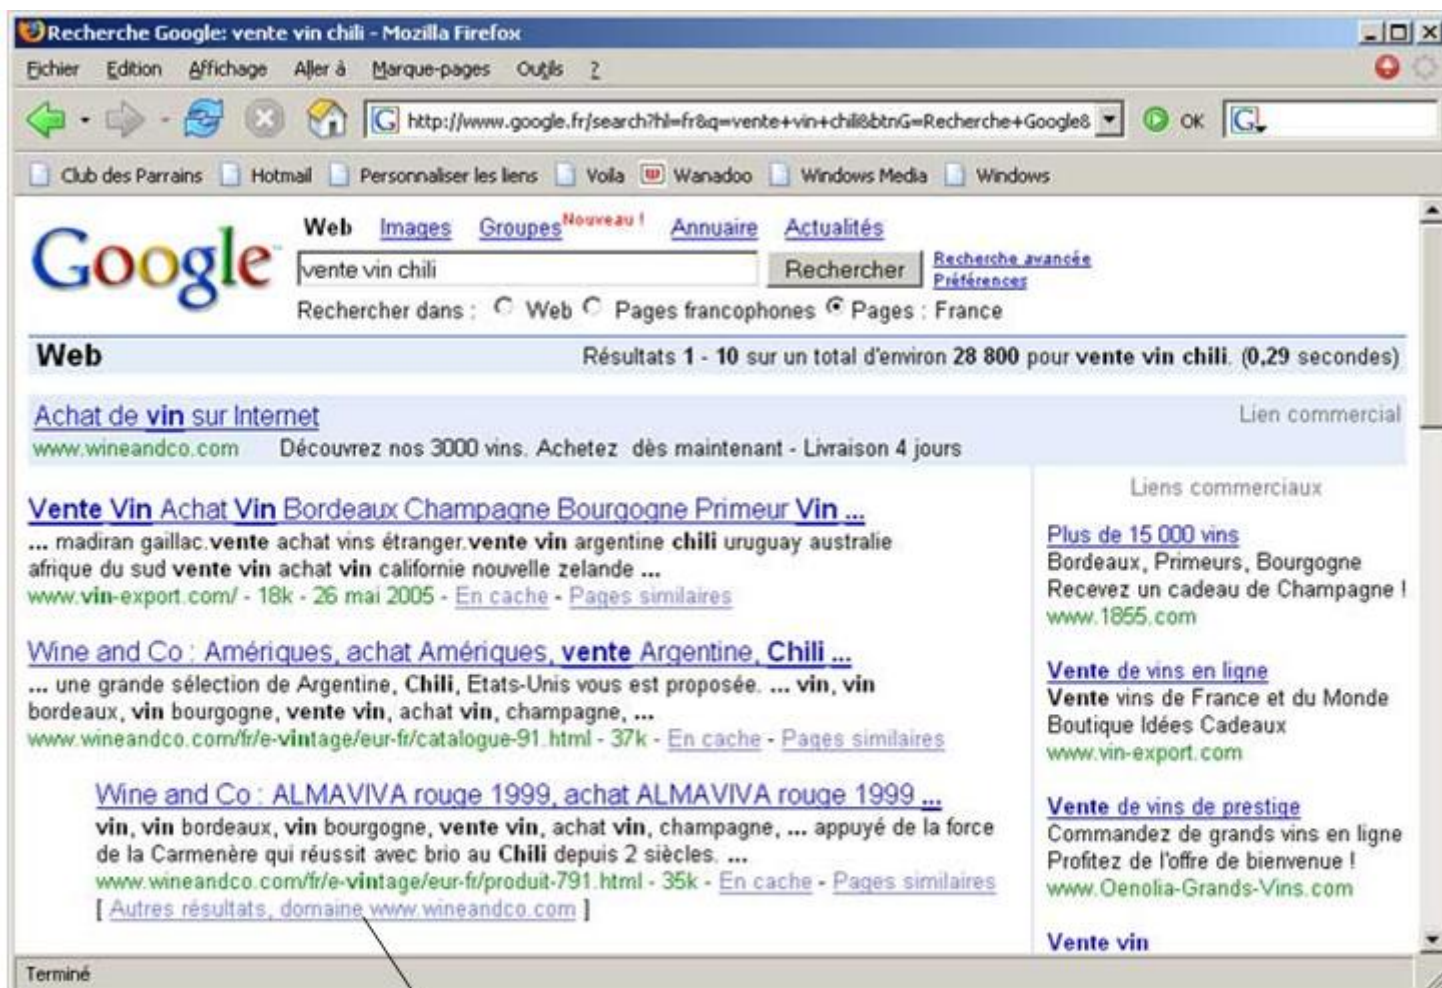 Recherche Google: vente vin chili - Mozilla Firefox
Fichier Edition Affichage Aller à Marque-pages Outils ?
http://www.google.fr/search?hl=fr&q=vente+vin+chili&btnG=Recherche+Google& OK
Club des Parrains Hotmail Personnaliser les liens Voila Wanadoo Windows Media Windows
Google
Web Images Groupes Nouveau ! Annuaire Actualités
vente vin chili Rechercher Recherche avancée
Préférences
Rechercher dans : Web Pages francophones Pages : France
Web Résultats 1 - 10 sur un total d'environ 28 800 pour vente vin chili. (0,29 secondes)
Achat de vin sur Internet Lien commercial
www.wineandco.com Découvrez nos 3000 vins. Achetez dès maintenant - Livraison 4 jours
Vente Vin Achat Vin Bordeaux Champagne Bourgogne Primeur Vin ...
... madiran gaillac.vente achat vins étranger.vente vin argentine chili uruguay australie
afrique du sud vente vin achat vin californie nouvelle zelande ...
www.vin-export.com/ - 18k - 26 mai 2005 - En cache - Pages similaires
Wine and Co : Amériques, achat Amériques, vente Argentine, Chili ...
... une grande sélection de Argentine, Chili, Etats-Unis vous est proposée. ... vin, vin
bordeaux, vin bourgogne, vente vin, achat vin, champagne, ...
www.wineandco.com/fr/e-vintage/eur-fr/catalogue-91.html - 37k - En cache - Pages similaires
Wine and Co : ALMAVIVA rouge 1999, achat ALMAVIVA rouge 1999 ...
vin, vin bordeaux, vin bourgogne, vente vin, achat vin, champagne, ... appuyé de la force
de la Carmenère qui réussit avec brio au Chili depuis 2 siècles. ...
www.wineandco.com/fr/e-vintage/eur-fr/produit-791.html - 35k - En cache - Pages similaires
[ Autres résultats, domaine www.wineandco.com ]
Liens commerciaux
Plus de 15 000 vins
Bordeaux, Primeurs, Bourgogne
Recevez un cadeau de Champagne !
www.1855.com
Vente de vins en ligne
Vente vins de France et du Monde
Boutique Idées Cadeaux
www.vin-export.com
Vente de vins de prestige
Commandez de grands vins en ligne
Profitez de l'offre de bienvenue !
www.Oenolia-Grands-Vins.com
Vente vin
Terminé